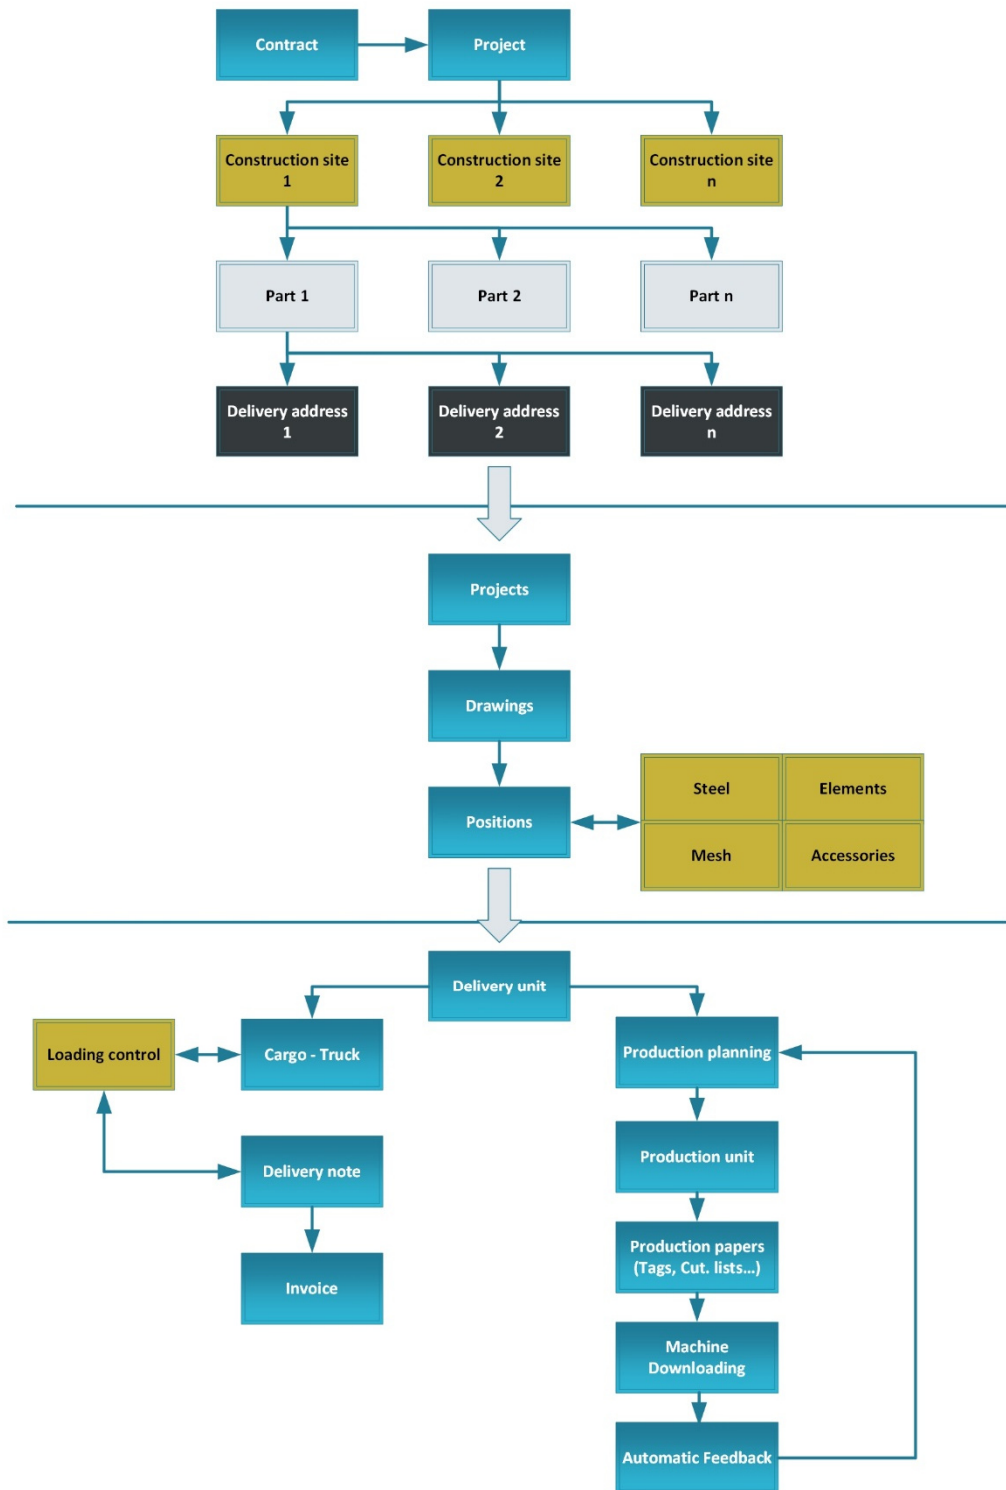 Contract
Project
Construction site
1
Construction site
2
Construction site
n
Part 1
Part 2
Part n
Delivery address
1
Delivery address
2
Delivery address
n
Projects
Drawings
Positions
Steel
Elements
Mesh
Accessories
Delivery unit
Loading control
Cargo - Truck
Production planning
Delivery note
Production unit
Invoice
Production papers
(Tags, Cut. lists...)
Machine
Downloading
Automatic Feedback